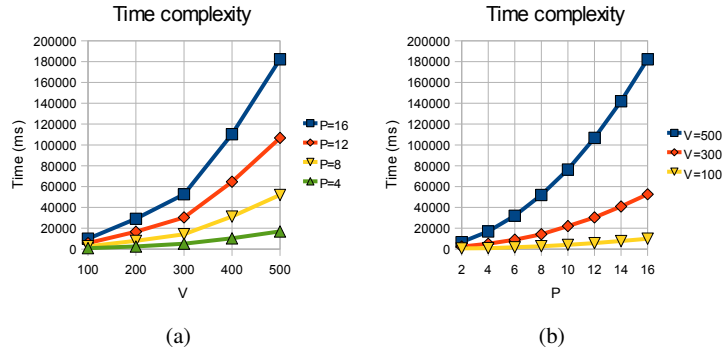 Time complexity
200000
180000
160000
140000
120000
100000
80000
60000
40000
20000
0
Time (ms)
100 200 300 400 500
V
P=16
P=12
P=8
P=4
(a)
Time complexity
200000
180000
160000
140000
120000
100000
80000
60000
40000
20000
0
Time (ms)
2 4 6 8 10 12 14 16
P
V=500
V=300
V=100
(b)